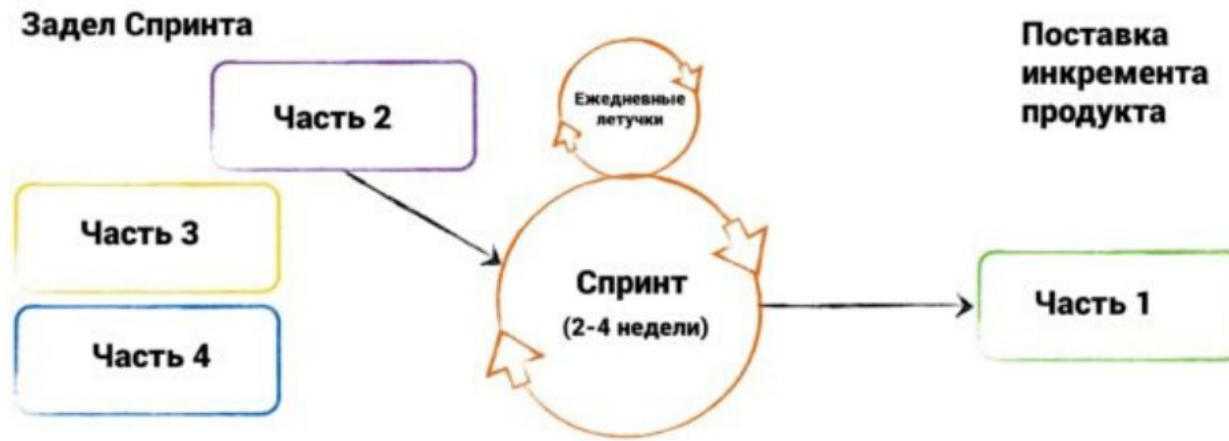 Задел Спринта
Часть 2
Часть 3
Часть 4
Ежедневные
летучки
Спринт
(2-4 недели)
Поставка
инкремента
продукта
Часть 1